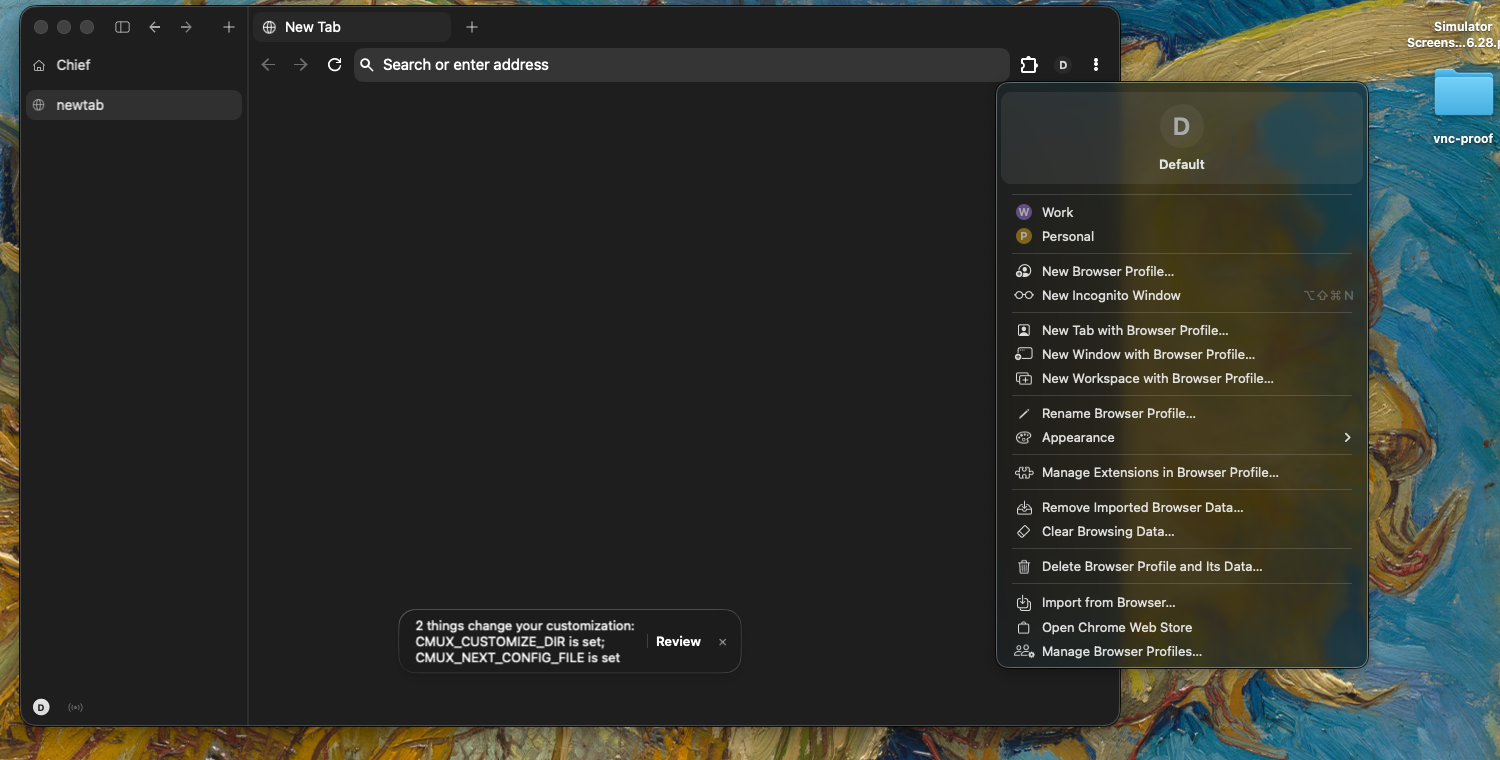 New Tab
Chief
Search or enter address
D
newtab
Simulator
Screens...6.28.p
vnc-proof
D
Default
W Work
P Personal
New Browser Profile...
New Incognito Window ⌥⇧⌘N
New Tab with Browser Profile...
New Window with Browser Profile...
New Workspace with Browser Profile...
Rename Browser Profile...
Appearance
Manage Extensions in Browser Profile...
Remove Imported Browser Data...
Clear Browsing Data...
Delete Browser Profile and Its Data...
Import from Browser...
Open Chrome Web Store
Manage Browser Profiles...
2 things change your customization:
CMUX_CUSTOMIZE_DIR is set;
CMUX_NEXT_CONFIG_FILE is set
Review
D